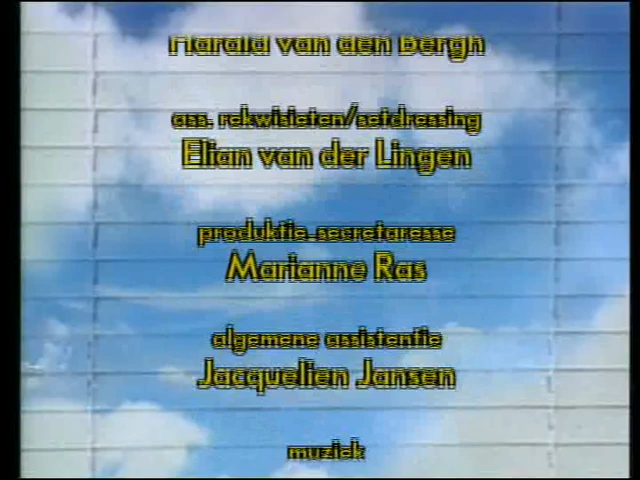 Harald van den Bergh
ass. rekwisieten/setdressing
Elian van der Lingen
produktie-secretaresse
Marianne Ras
algemene assistentie
Jacquelien Jansen
muziek